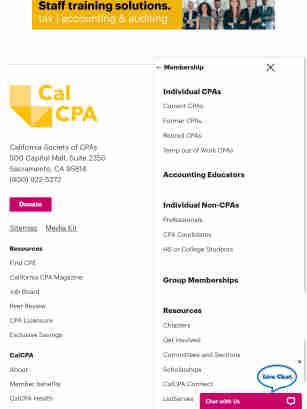 Staff training solutions.
tax | accounting & auditing
← Membership
Individual CPAs
Current CPAs
Former CPAs
Retired CPAs
Temp out of Work CPAs
Accounting Educators
Individual Non-CPAs
Professionals
CPA Candidates
HS or College Students
Group Memberships
Resources
Chapters
Get Involved
Committees and Sections
Scholarships
CalCPA Connect
ListServes
Cal
CPA
California Society of CPAs
500 Capitol Mall, Suite 2350
Sacramento, CA 95814
(800) 922-5272
Donate
Sitemap Media Kit
Resources
Find CPE
California CPA Magazine
Job Board
Peer Review
CPA Licensure
Exclusive Savings
CalCPA
About
Member benefits
CalCPA Health
Live Chat
Chat with Us